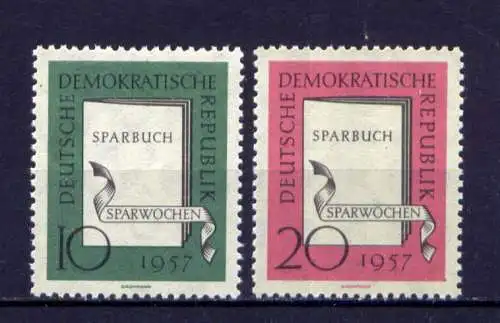 DEUTSCHE
DEMOKRATISCHE
REPUBLIK
SPARBUCH
SPARWOCHEN
10
1957
DEUTSCHE
DEMOKRATISCHE
REPUBLIK
SPARBUCH
SPARWOCHEN
20
1957